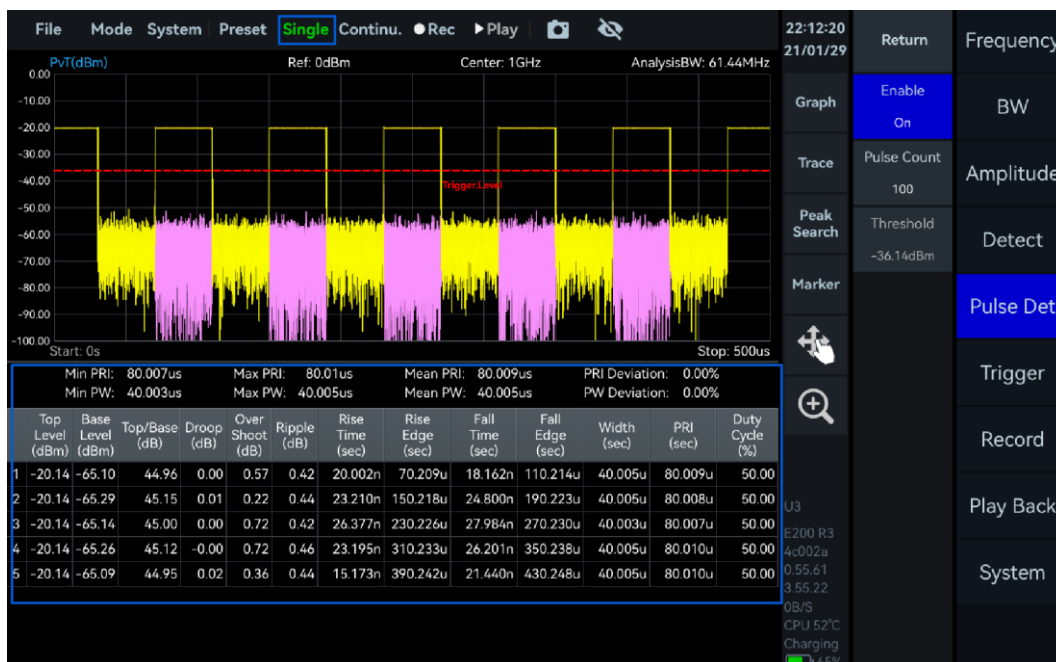 File Mode System Preset Single Continu. Rec Play
22:12:20
21/01/29
PvT(dBm) Ref: 0dBm Center: 1GHz AnalysisBW: 61.44MHz
0.00
-10.00
-20.00
-30.00
-40.00
-50.00
-60.00
-70.00
-80.00
-90.00
-100.00
Trigger Level
Start: 0s Stop: 500us
Min PRI: 80.007us Max PRI: 80.01us Mean PRI: 80.009us PRI Deviation: 0.00%
Min PW: 40.003us Max PW: 40.005us Mean PW: 40.005us PW Deviation: 0.00%
Top Level (dBm) Base Level (dBm) Top/Base (dB) Droop (dB) Over Shoot (dB) Ripple (dB) Rise Time (sec) Rise Edge (sec) Fall Time (sec) Fall Edge (sec) Width (sec) PRI (sec) Duty Cycle (%)
1 -20.14 -65.10 44.96 0.00 0.57 0.42 20.002n 70.209u 18.162n 110.214u 40.005u 80.009u 50.00
2 -20.14 -65.29 45.15 0.01 0.22 0.44 23.210n 150.218u 24.800n 190.223u 40.005u 80.008u 50.00
3 -20.14 -65.14 45.00 0.00 0.72 0.42 26.377n 230.226u 27.984n 270.230u 40.003u 80.007u 50.00
4 -20.14 -65.26 45.12 -0.00 0.72 0.46 23.195n 310.233u 26.201n 350.238u 40.005u 80.010u 50.00
5 -20.14 -65.09 44.95 0.02 0.36 0.44 15.173n 390.242u 21.440n 430.248u 40.005u 80.010u 50.00
Graph
Trace
Peak
Search
Marker
U3
E200 R3
4c002a
0.55.61
3.55.22
0B/S
CPU 52°C
Charging
65%
Return
Enable
On
Pulse Count
100
Threshold
-36.14dBm
Frequency
BW
Amplitude
Detect
Pulse Det
Trigger
Record
Play Back
System